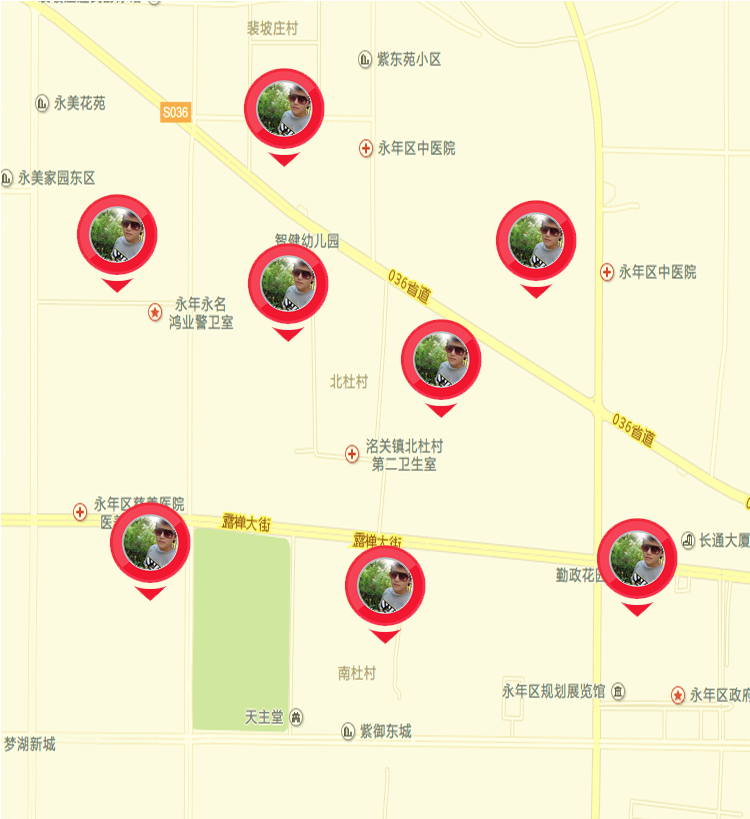 裴坡庄村
紫东苑小区
永美花苑
S036
永年区中医院
永美家园东区
智健幼儿园
036省道
永年区中医院
永年永名
鸿业警卫室
北杜村
036省道
洺关镇北杜村
第二卫生室
永年区慈善医院
露禅大街
露禅大街
长通大厦
勤政花园
南杜村
永年区规划展览馆
永年区政府
天主堂
紫御东城
梦湖新城